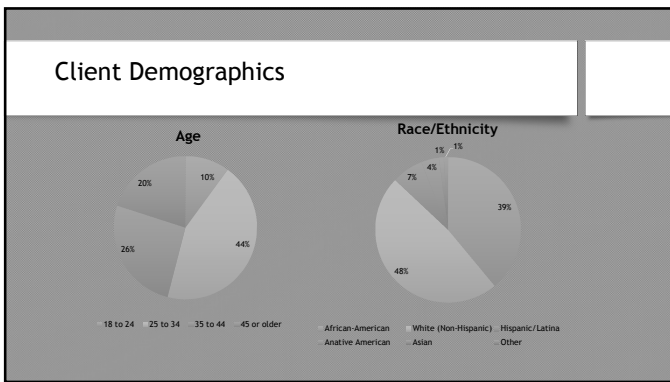 Client Demographics
Age
10%
44%
26%
20%
18 to 24 25 to 34 35 to 44 45 or older
Race/Ethnicity
1% 1%
4%
7%
39%
48%
African-American White (Non-Hispanic) Hispanic/Latina
Anative American Asian Other